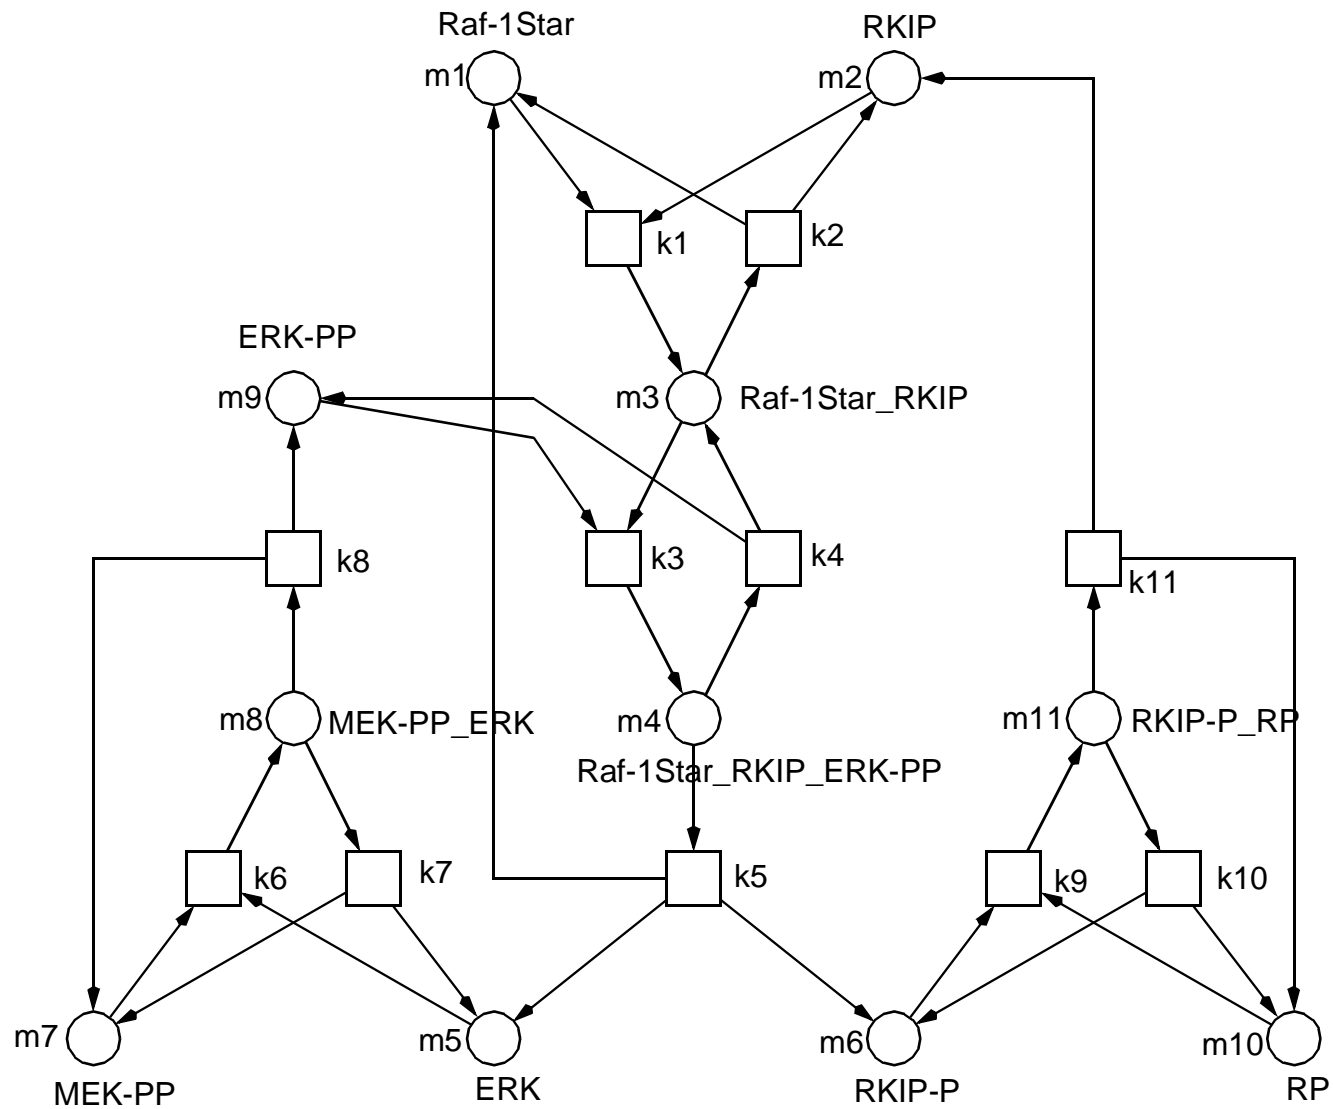 Raf-1Star
RKIP
m1
m2
k1
k2
ERK-PP
m9
m3
Raf-1Star_RKIP
k8
k3
k4
k11
m8
MEK-PP_ERK
m4
Raf-1Star_RKIP_ERK-PP
m11
RKIP-P_RP
k6
k7
k5
k9
k10
m7
MEK-PP
m5
ERK
m6
RKIP-P
m10
RP